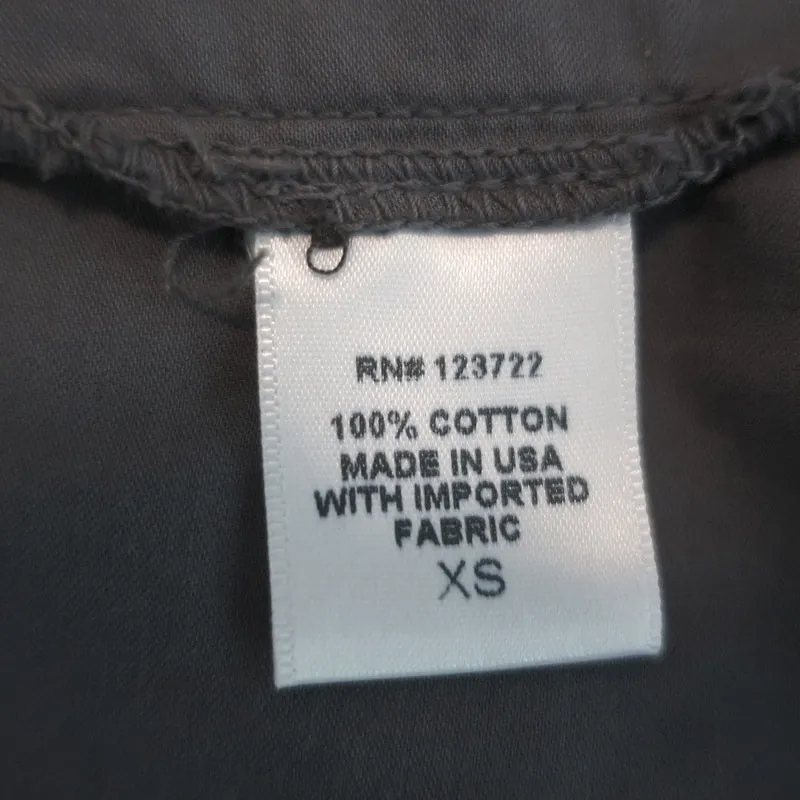 RN# 123722
100% COTTON
MADE IN USA
WITH IMPORTED
FABRIC
XS